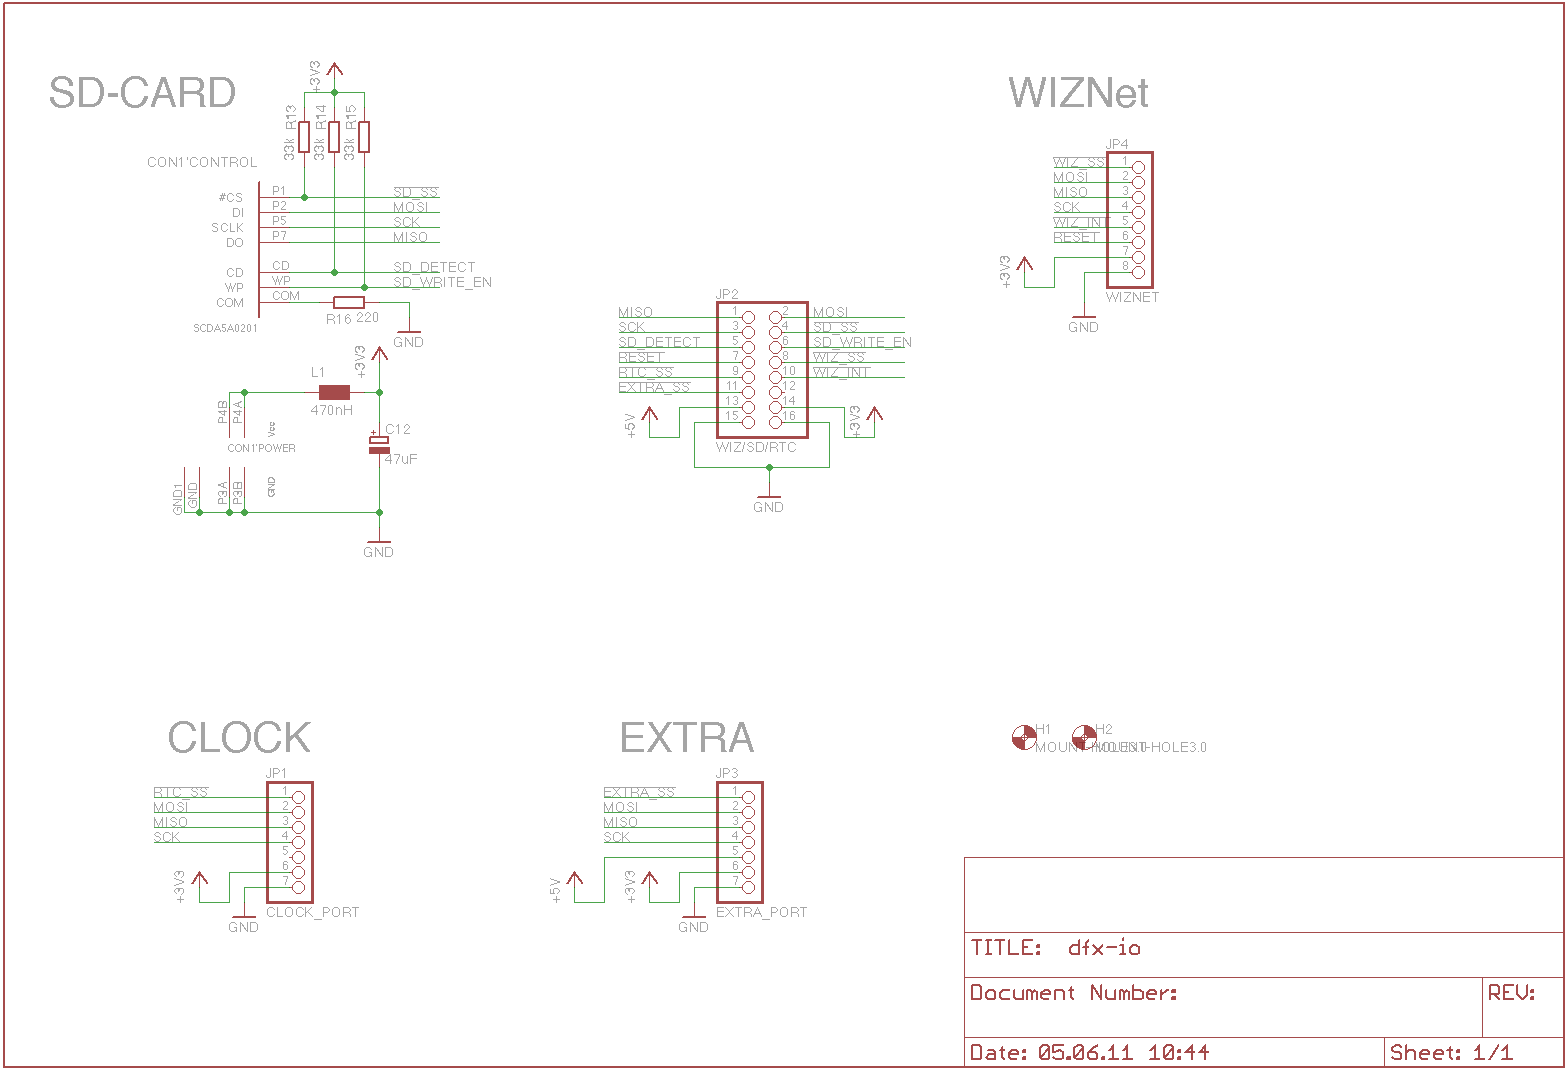 SD-CARD
+3V3
33k R13
33k R14
33k R15
CON1'CONTROL
#CS P1 SD_SS
DI P2 MOSI
SCLK P5 SCK
DO P7 MISO
CD CD SD_DETECT
WP WP SD_WRITE_EN
COM COM
R16 220
SCDA5A0201
GND
+3V3
L1
470nH
P4B
P4A
Vcc
C12
+
47uF
CON1'POWER
GND1
GND
P3A
P3B
GND
GND
JP2
MISO 1 2 MOSI
SCK 3 4 SD_SS
SD_DETECT 5 6 SD_WRITE_EN
RESET 7 8 WIZ_SS
RTC_SS 9 10 WIZ_INT
EXTRA_SS 11 12
+5V 13 14 +3V3
15 16
WIZ/SD/RTC
GND
WIZNet
JP4
WIZ_SS 1
MOSI 2
MISO 3
SCK 4
WIZ_INT 5
RESET 6
+3V3 7
8
WIZNET
GND
CLOCK
JP1
RTC_SS 1
MOSI 2
MISO 3
SCK 4
5
+3V3 6
7
CLOCK_PORT
GND
EXTRA
JP3
EXTRA_SS 1
MOSI 2
MISO 3
SCK 4
+5V 5
+3V3 6
7
EXTRA_PORT
GND
H1 H2
MOUNT-HOLE3.0
MOUNT-HOLE3.0
TITLE: dfx-io
Document Number:
REV:
Date: 05.06.11 10:44
Sheet: 1/1